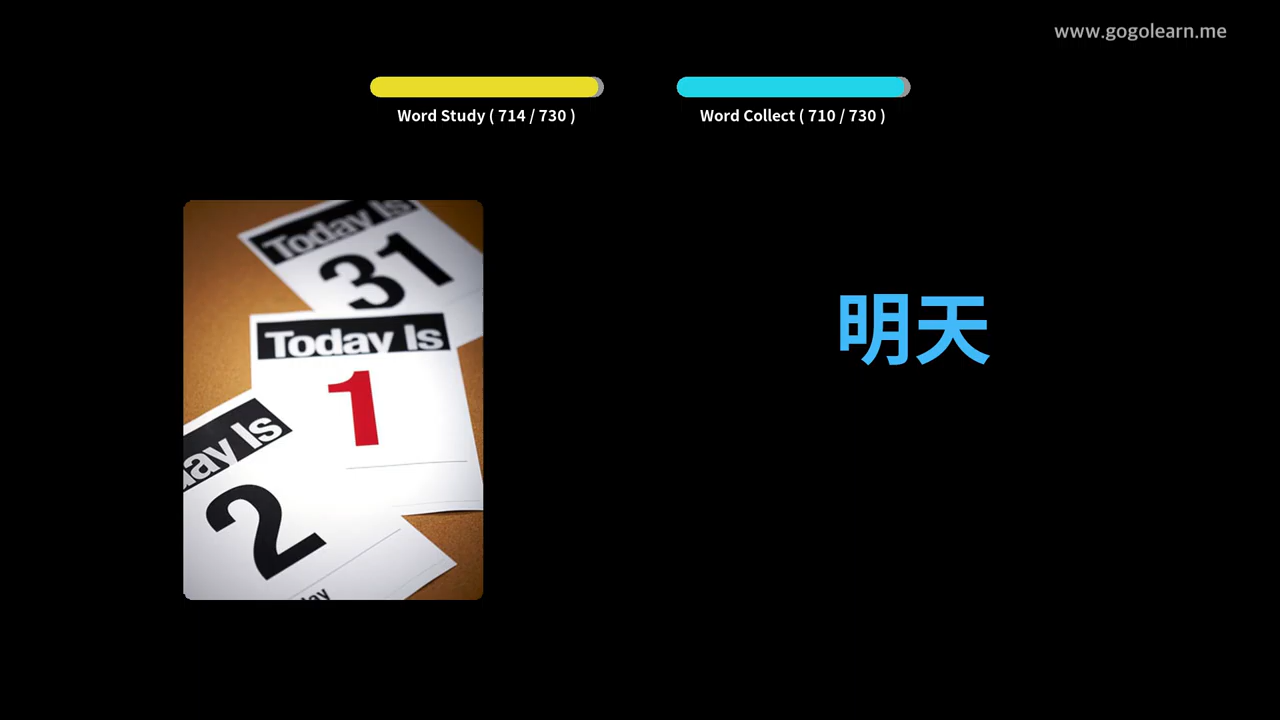 www.gogolearn.me
Word Study ( 714 / 730 )
Word Collect ( 710 / 730 )
Today Is
31
Today Is
1
ay Is
2
明天